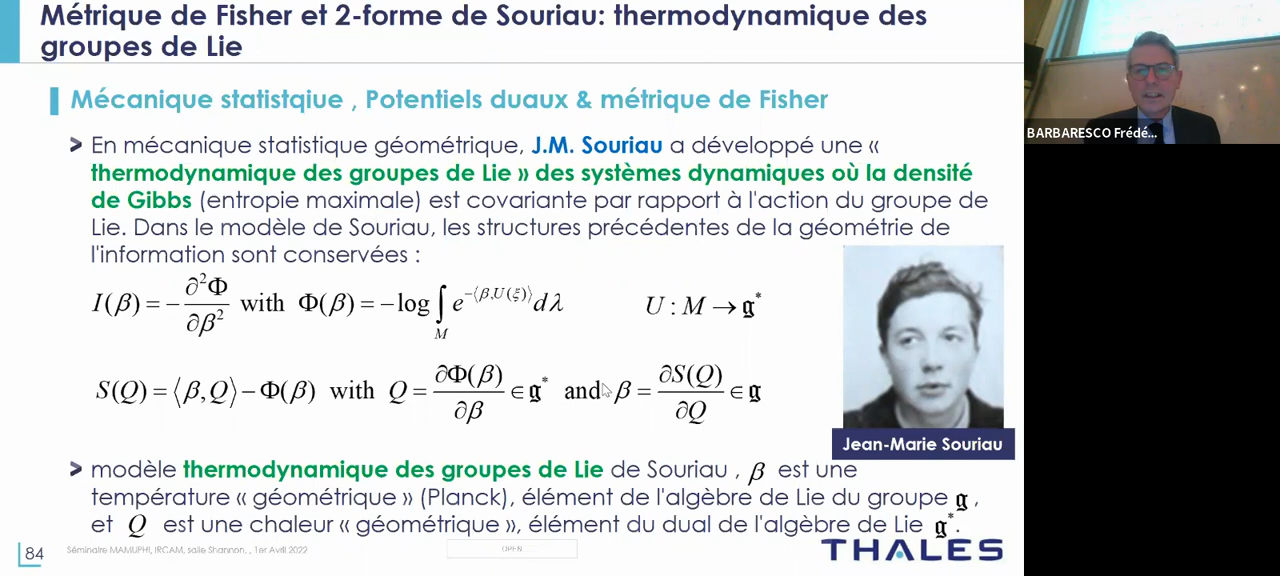 Métrique de Fisher et 2-forme de Souriau: thermodynamique des
groupes de Lie
Mécanique statistqiue , Potentiels duaux & métrique de Fisher
En mécanique statistique géométrique, J.M. Souriau a développé une «
thermodynamique des groupes de Lie » des systèmes dynamiques où la densité
de Gibbs (entropie maximale) est covariante par rapport à l'action du groupe de
Lie. Dans le modèle de Souriau, les structures précédentes de la géométrie de
l'information sont conservées :
I(β) = −∂²Φ/∂β² with Φ(β) = −log ∫_M e^{−⟨β,U(ξ)⟩} dλ U : M → 𝔤*
S(Q) = ⟨β,Q⟩ − Φ(β) with Q = ∂Φ(β)/∂β ∈ 𝔤* and β = ∂S(Q)/∂Q ∈ 𝔤
Jean-Marie Souriau
modèle thermodynamique des groupes de Lie de Souriau , β est une
température « géométrique » (Planck), élément de l'algèbre de Lie du groupe 𝔤 ,
et Q est une chaleur « géométrique », élément du dual de l'algèbre de Lie 𝔤*.
84
Séminaire MAMUPHI, IRCAM, salle Shannon, , 1er Avril 2022
OPEN
THALES
BARBARESCO Frédé...